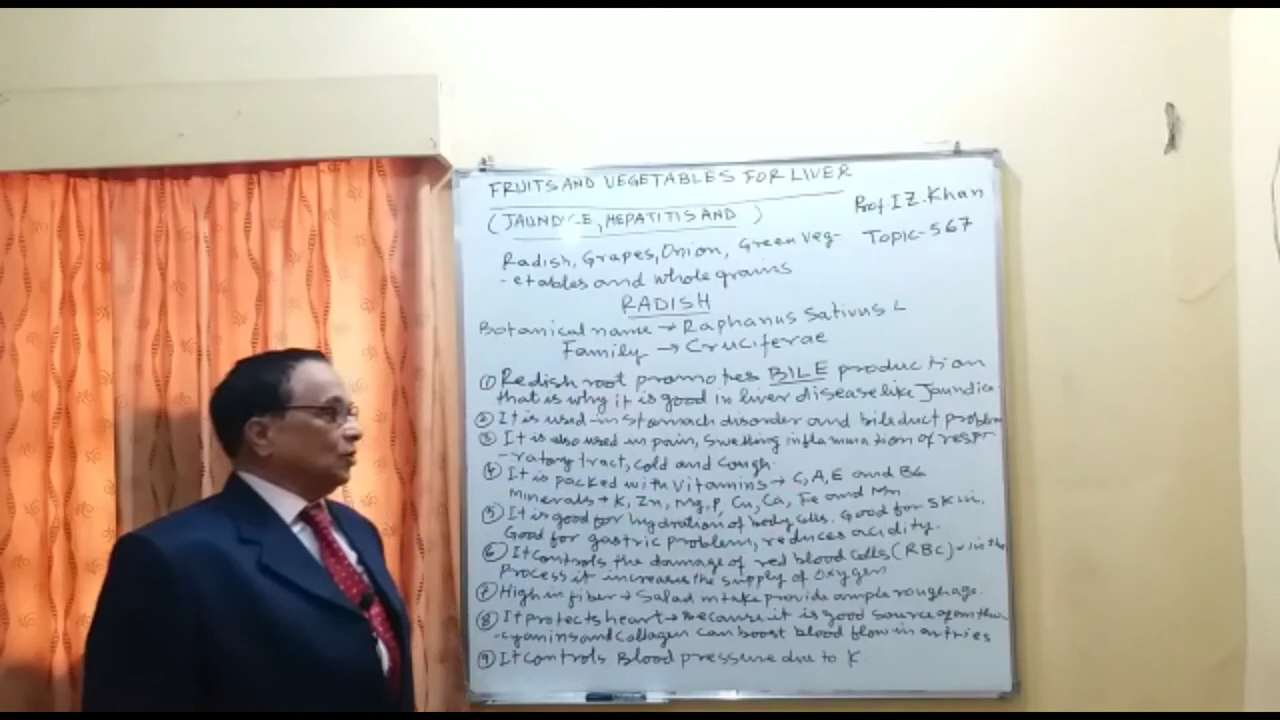 FRUITS AND VEGETABLES FOR LIVER
(JAUNDICE, HEPATITIS AND )
Prof I Z. Khan
Topic-567
Radish, Grapes, Onion, Green Veg-
-etables and whole grains
RADISH
Botanical name → Raphanus Sativus L
Family → Cruciferae
① Redish root promotes BILE production
that is why it is good in liver disease like Jaundice
② It is used in stomach disorder and bileduct problem
③ It is also used in pain, Swelling inflammation of respi-
-ratory tract, cold and cough.
④ It is packed with Vitamins → C, A, E and B6
Minerals → K, Zn, Mg, P, Cu, Ca, Fe and Mn
⑤ It is good for hydration of body cells. Good for skin.
Good for gastric problem, reduces acidity.
⑥ It controls the damage of red blood cells (RBC) in the
process it increases the supply of oxygen
⑦ High in fiber → Salad intake provide ample roughage.
⑧ It protects heart → Because it is good source of anthe-
-cyanins and collagen can boost blood flow in artries
⑨ It controls Blood pressure due to K